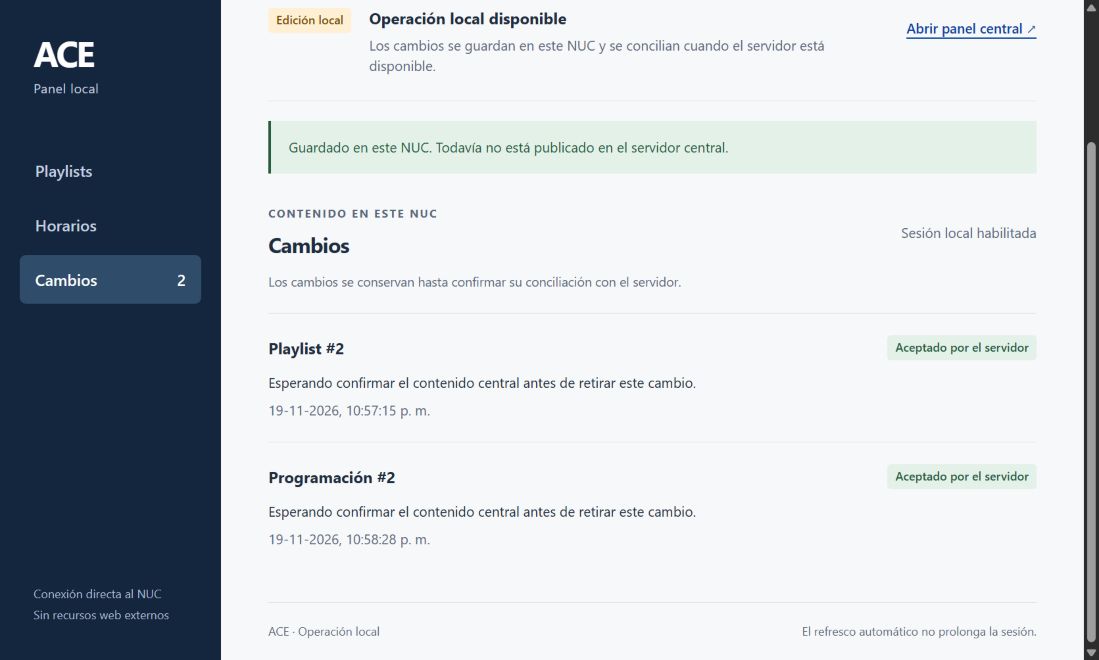 ACE
Panel local
Playlists
Horarios
Cambios 2
Conexión directa al NUC
Sin recursos web externos
Edición local
Operación local disponible
Los cambios se guardan en este NUC y se concilian cuando el servidor está
disponible.
Abrir panel central ↗
Guardado en este NUC. Todavía no está publicado en el servidor central.
CONTENIDO EN ESTE NUC
Cambios
Sesión local habilitada
Los cambios se conservan hasta confirmar su conciliación con el servidor.
Playlist #2
Aceptado por el servidor
Esperando confirmar el contenido central antes de retirar este cambio.
19-11-2026, 10:57:15 p. m.
Programación #2
Aceptado por el servidor
Esperando confirmar el contenido central antes de retirar este cambio.
19-11-2026, 10:58:28 p. m.
ACE · Operación local
El refresco automático no prolonga la sesión.